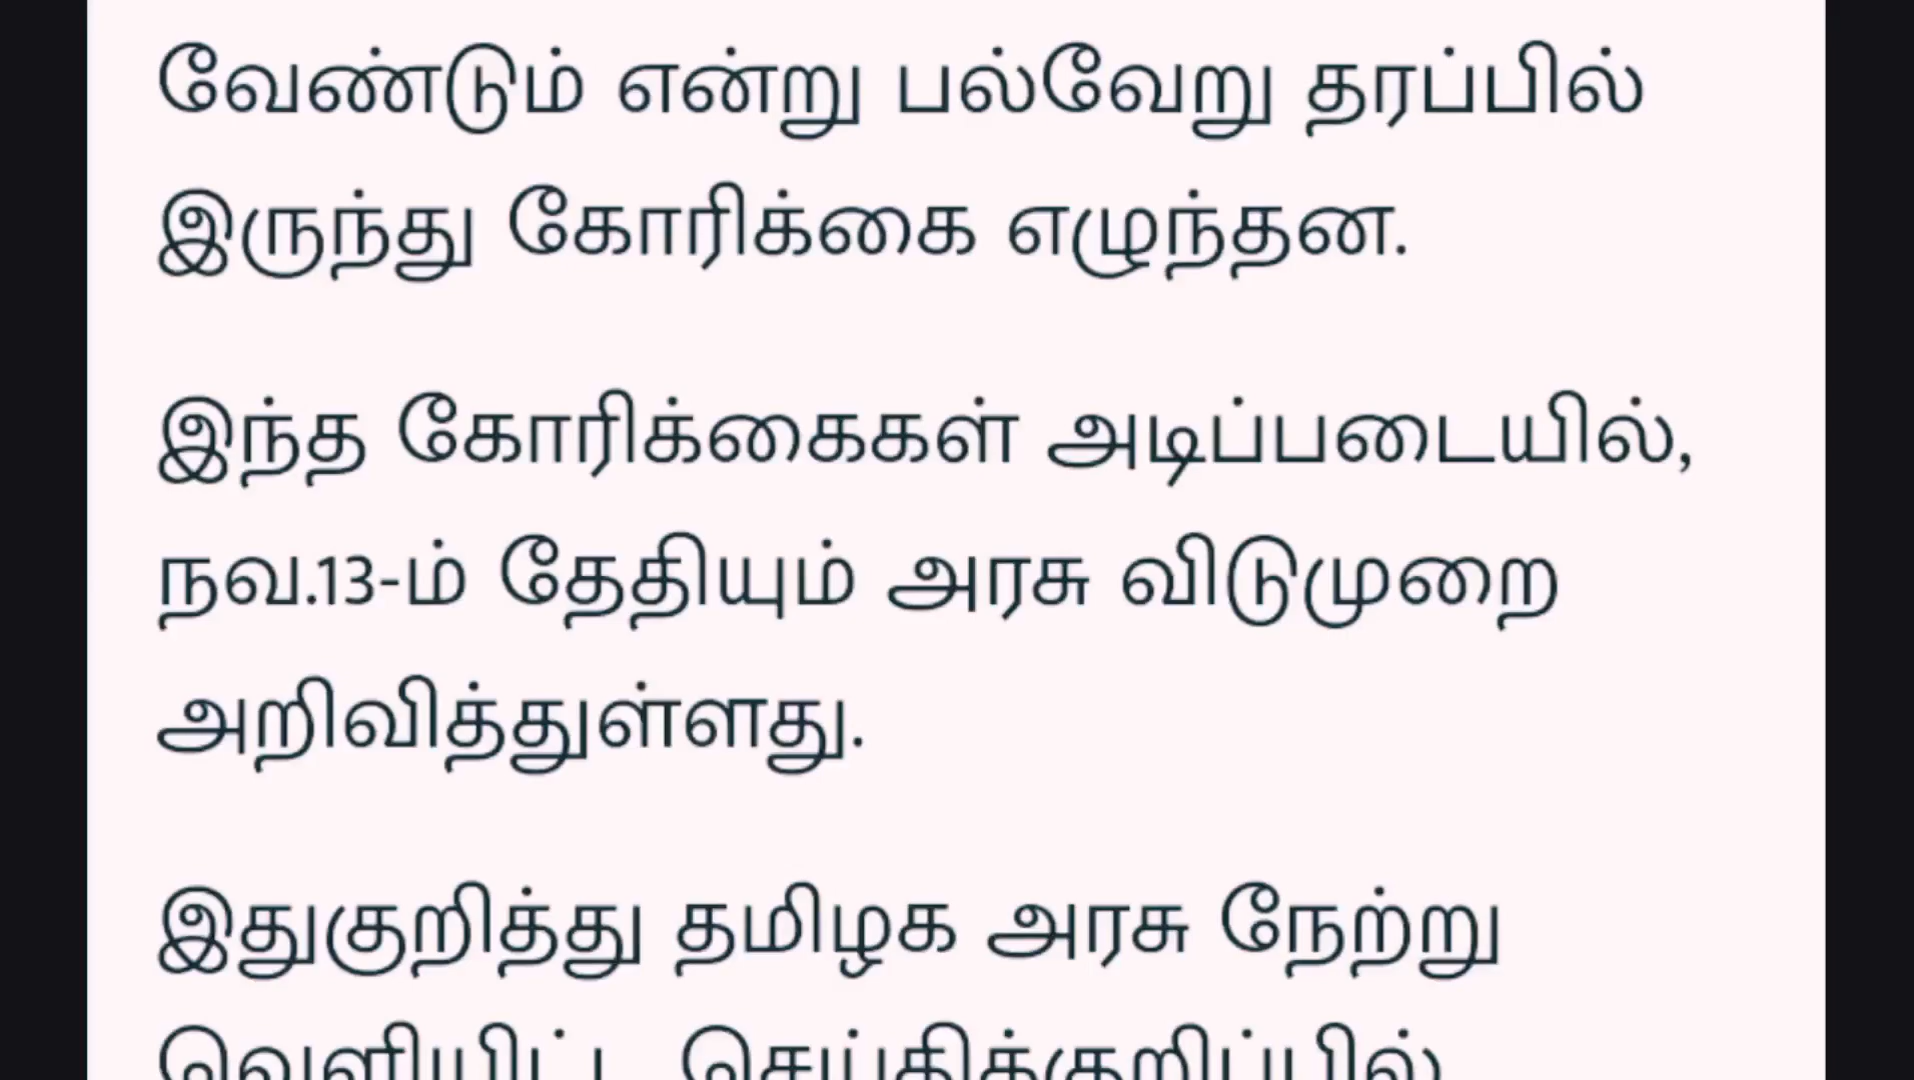 வேண்டும் என்று பல்வேறு தரப்பில்
இருந்து கோரிக்கை எழுந்தன.
இந்த கோரிக்கைகள் அடிப்படையில்,
நவ.13-ம் தேதியும் அரசு விடுமுறை
அறிவித்துள்ளது.
இதுகுறித்து தமிழக அரசு நேற்று
வெளியிட்ட செய்திக்குறிப்பில்